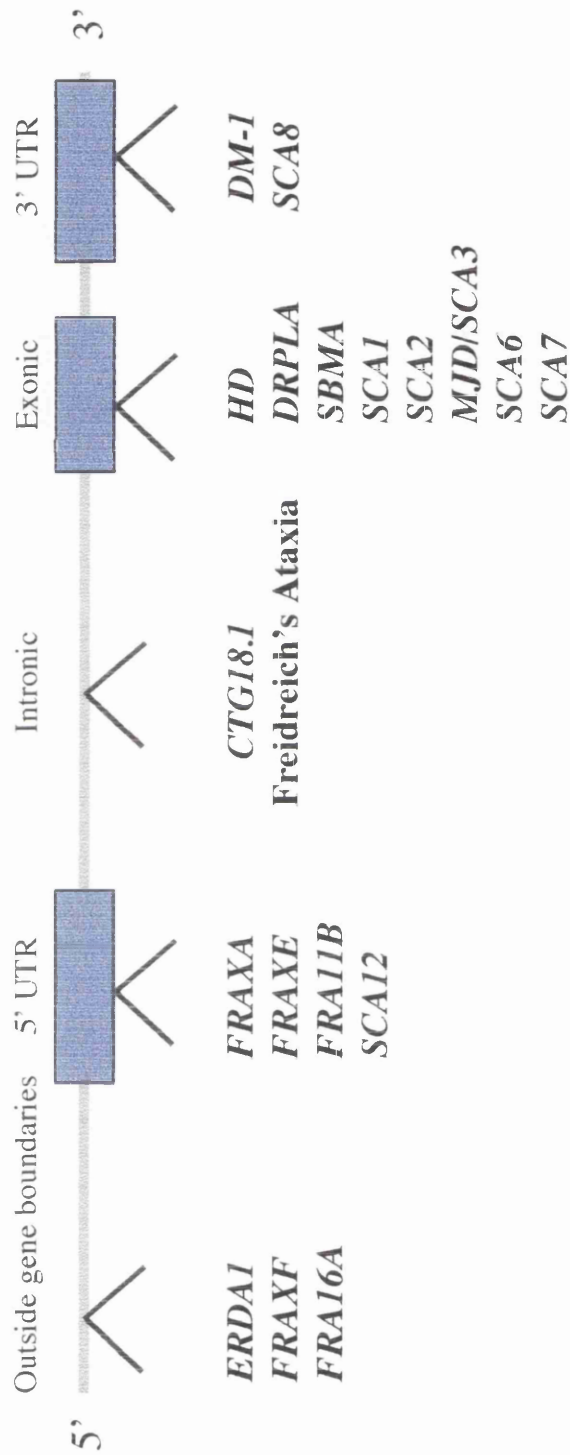 Outside gene boundaries
5' UTR
Intronic
Exonic
3' UTR
5'
3'
ERDA1
FRAXF
FRA16A
FRAXA
FRAXE
FRA11B
SCA12
CTG18.1
Freidreich's Ataxia
HD
DRPLA
SBMA
SCA1
SCA2
MJD/SCA3
SCA6
SCA7
DM-1
SCA8